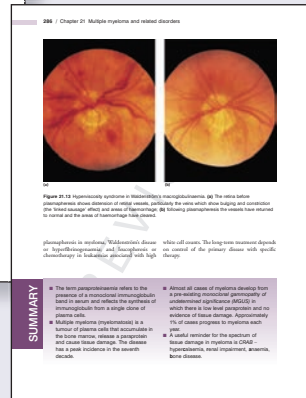 286 / Chapter 21 Multiple myeloma and related disorders
(a)
(b)
Figure 21.13 Hyperviscosity syndrome in Waldenström's macroglobulinaemia. (a) The retina before
plasmapheresis shows distension of retinal vessels, particularly the veins which show bulging and constriction
(the 'linked sausage' effect) and areas of haemorrhage; (b) following plasmapheresis the vessels have returned
to normal and the areas of haemorrhage have cleared.
plasmapheresis in myeloma, Waldenström's disease
or hyperfibrinogenaemia; and leucopheresis or
chemotherapy in leukaemias associated with high
white cell counts. The long-term treatment depends
on control of the primary disease with specific
therapy.
SUMMARY
■ The term paraproteinaemia refers to the
presence of a monoclonal immunoglobulin
band in serum and reflects the synthesis of
immunoglobulin from a single clone of
plasma cells.
■ Multiple myeloma (myelomatosis) is a
tumour of plasma cells that accumulate in
the bone marrow, release a paraprotein
and cause tissue damage. The disease
has a peak incidence in the seventh
decade.
■ Almost all cases of myeloma develop from
a pre-existing monoclonal gammopathy of
undetermined significance (MGUS) in
which there is low level paraprotein and no
evidence of tissue damage. Approximately
1% of cases progress to myeloma each
year.
■ A useful reminder for the spectrum of
tissue damage in myeloma is CRAB –
hypercalcaemia, renal impairment, anaemia,
bone disease.